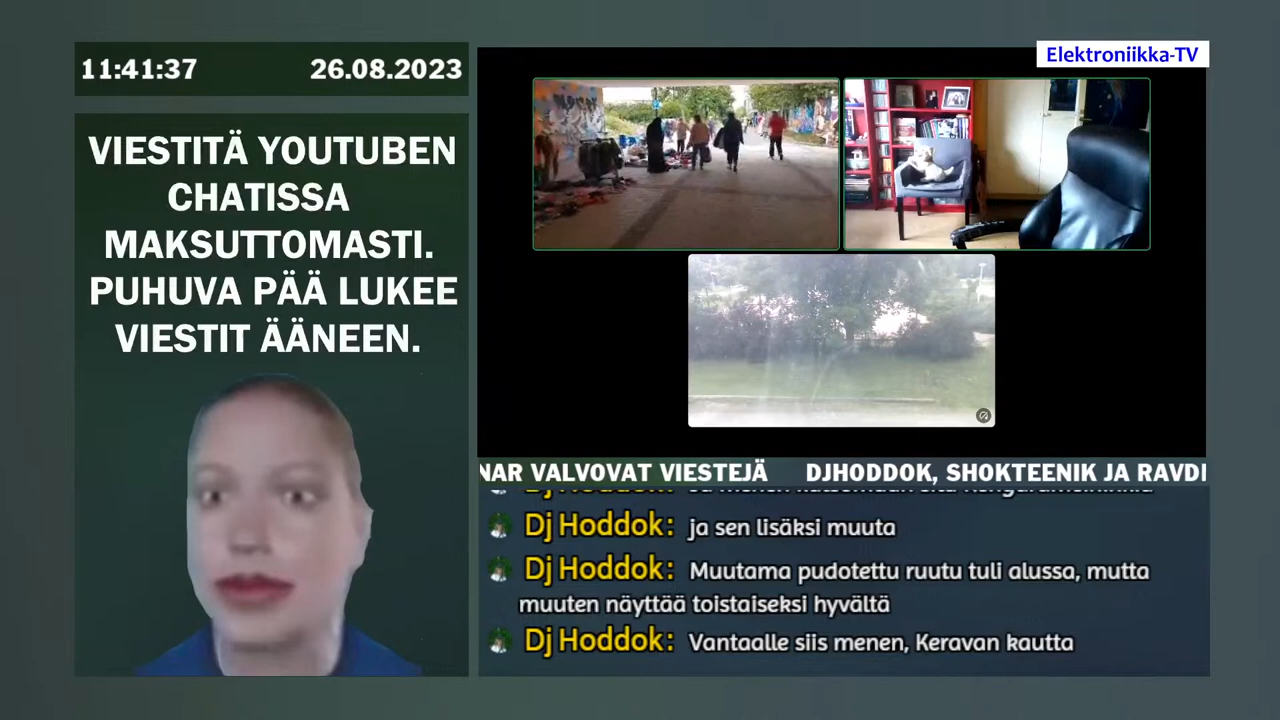 11:41:37 26.08.2023
Elektroniikka-TV
VIESTITÄ YOUTUBEN
CHATISSA
MAKSUTTOMASTI.
PUHUVA PÄÄ LUKEE
VIESTIT ÄÄNEEN.
NAR VALVOVAT VIESTEJÄ DJHODDOK, SHOKTEENIK JA RAVDI
Dj Hoddok:
Dj Hoddok: ja sen lisäksi muuta
Dj Hoddok: Muutama pudotettu ruutu tuli alussa, mutta
muuten näyttää toistaiseksi hyvältä
Dj Hoddok: Vantaalle siis menen, Keravan kautta